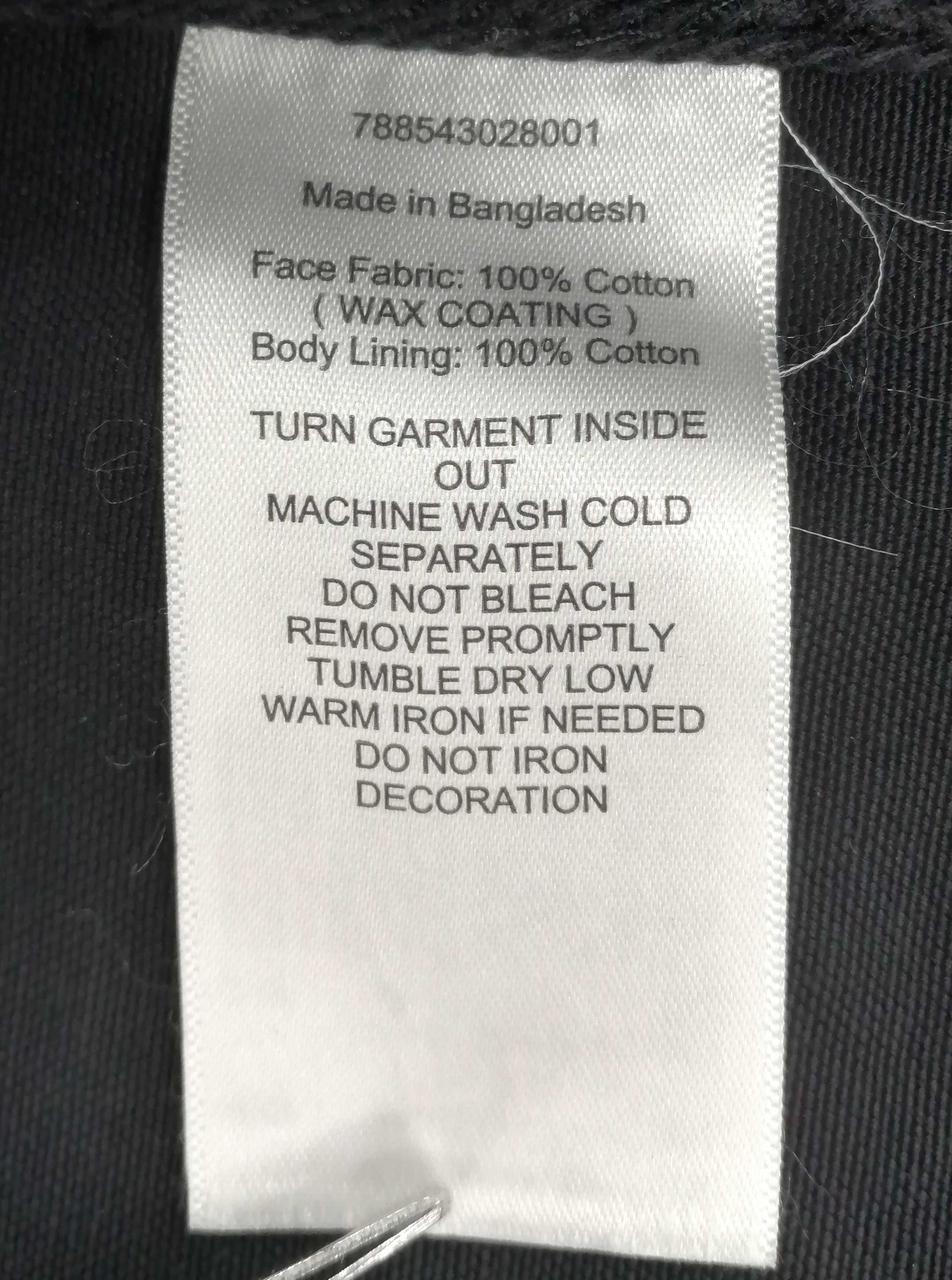 788543028001
Made in Bangladesh
Face Fabric: 100% Cotton
( WAX COATING )
Body Lining: 100% Cotton
TURN GARMENT INSIDE
OUT
MACHINE WASH COLD
SEPARATELY
DO NOT BLEACH
REMOVE PROMPTLY
TUMBLE DRY LOW
WARM IRON IF NEEDED
DO NOT IRON
DECORATION